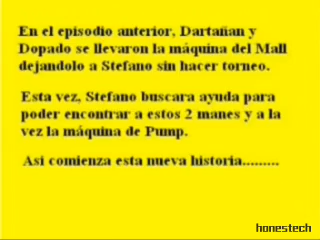 En el episodio anterior, Dartañan y
Dopado se llevaron la máquina del Mall
dejandolo a Stefano sin hacer torneo.
Esta vez, Stefano buscara ayuda para
poder encontrar a estos 2 manes y a la
vez la máquina de Pump.
Asi comienza esta nueva historia.........
honestech